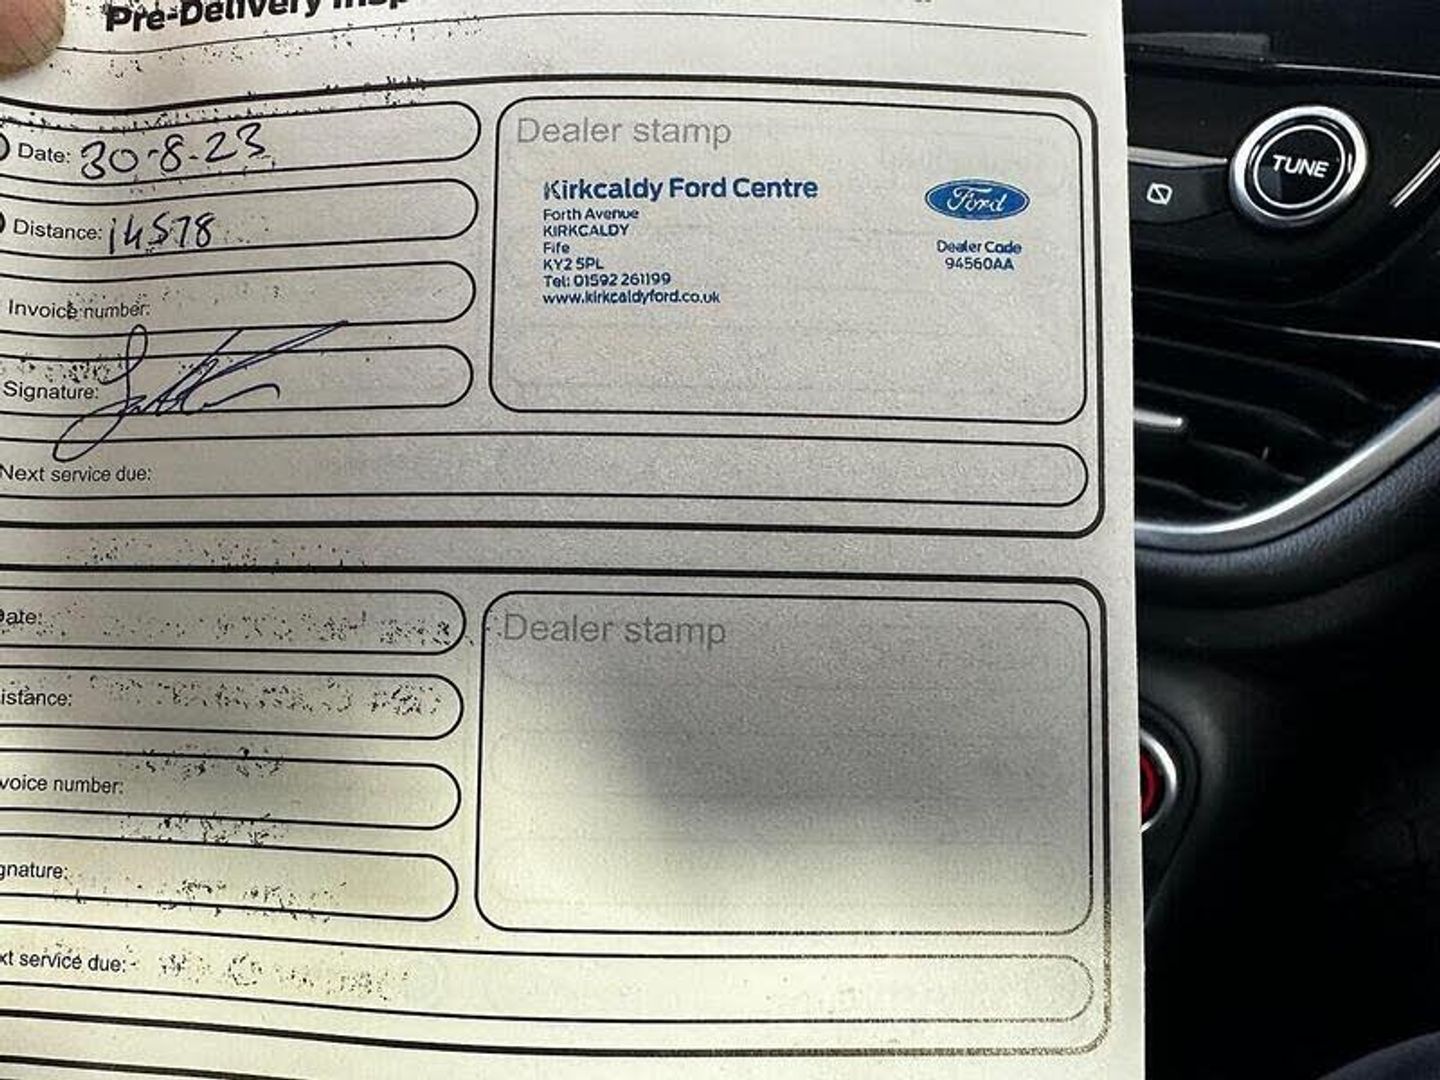 Pre-Delivery
Date: 30-8-23
Distance: 14578
Invoice number:
Signature:
Next service due:
Dealer stamp
Kirkcaldy Ford Centre
Forth Avenue
KIRKCALDY
Fife
KY2 5PL
Tel: 01592 261199
www.kirkcaldyford.co.uk
Ford
Dealer Code
94560AA
ate:
istance:
voice number:
gnature:
xt service due:
Dealer stamp
TUNE